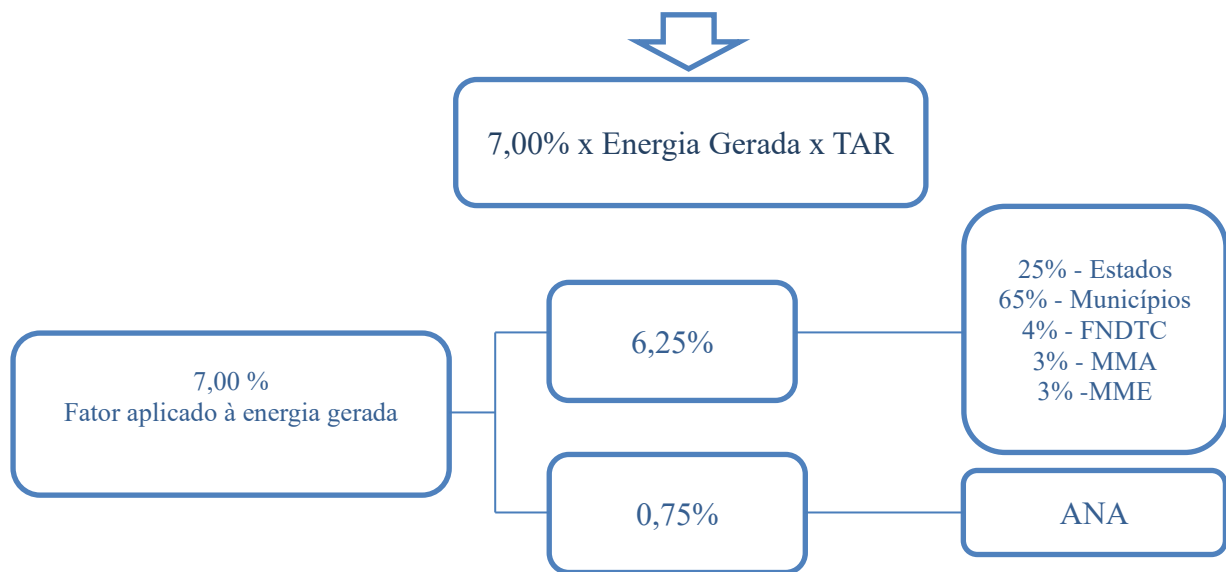 7,00% x Energia Gerada x TAR
25% - Estados
65% - Municípios
4% - FNDTC
3% - MMA
3% -MME
6,25%
7,00 %
Fator aplicado à energia gerada
0,75%
ANA